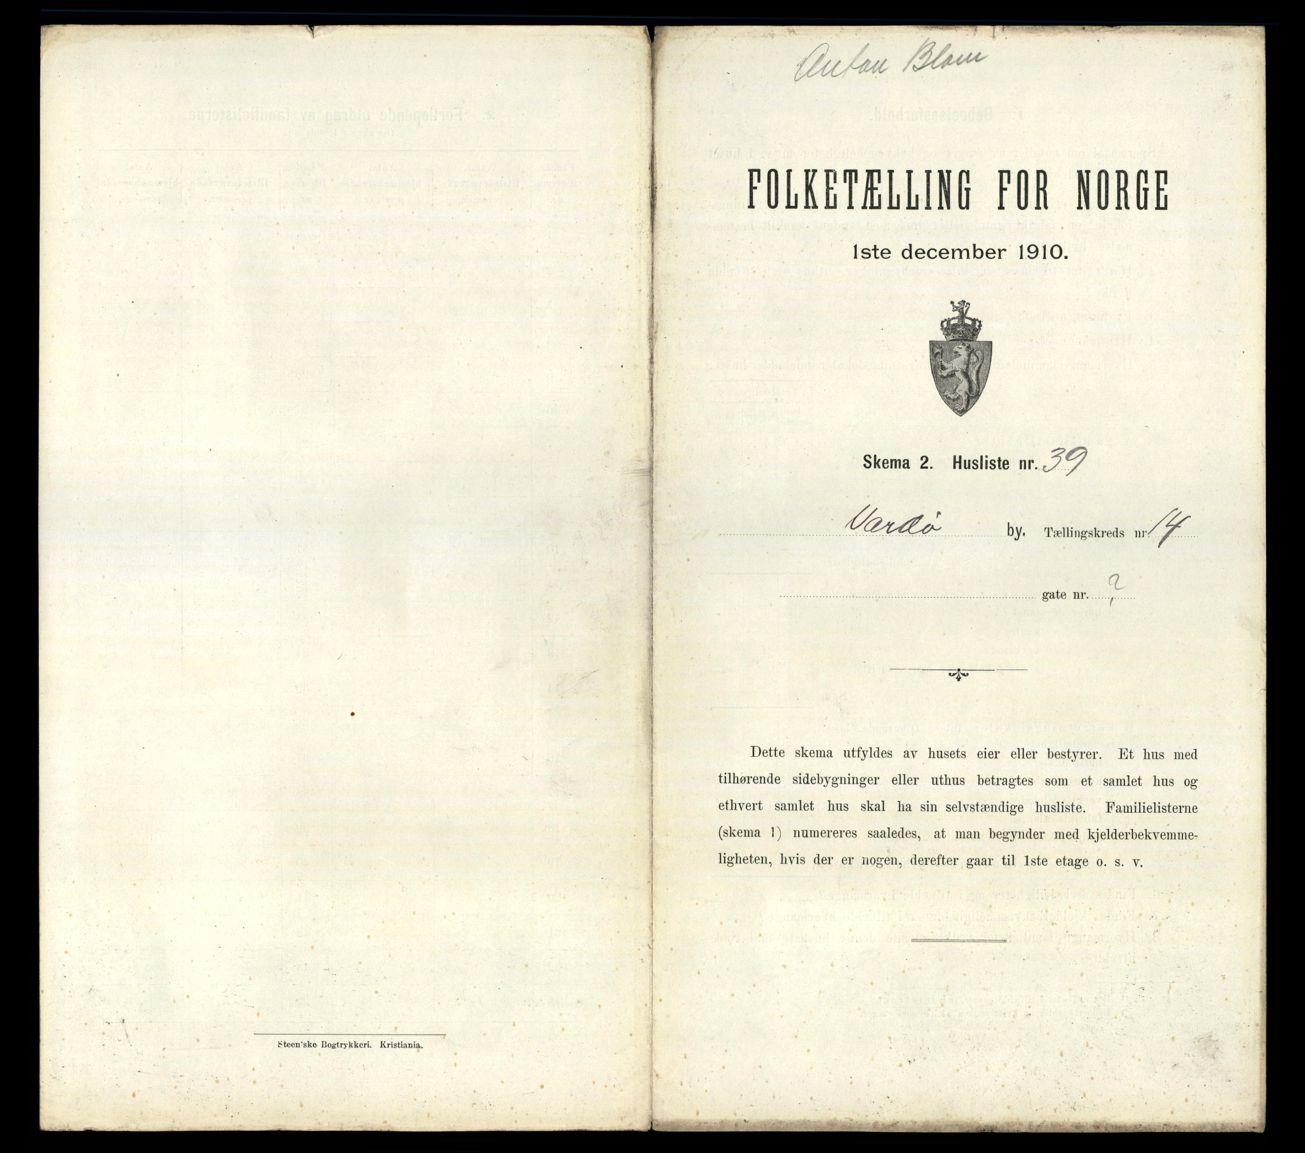 Anton Blom
FOLKETÆLLING FOR NORGE
1ste december 1910.
Skema 2. Husliste nr. 39
Vardø by. Tællingskreds nr. 14
gate nr. ?
Dette skema utfyldes av husets eier eller bestyrer. Et hus med
tilhørende sidebygninger eller uthus betragtes som et samlet hus og
ethvert samlet hus skal ha sin selvstændige husliste. Familielisterne
(skema 1) numereres saaledes, at man begynder med kjelderbekvemme-
ligheten, hvis der er nogen, derefter gaar til 1ste etage o. s. v.
Steen'ske Bogtrykkeri. Kristiania.